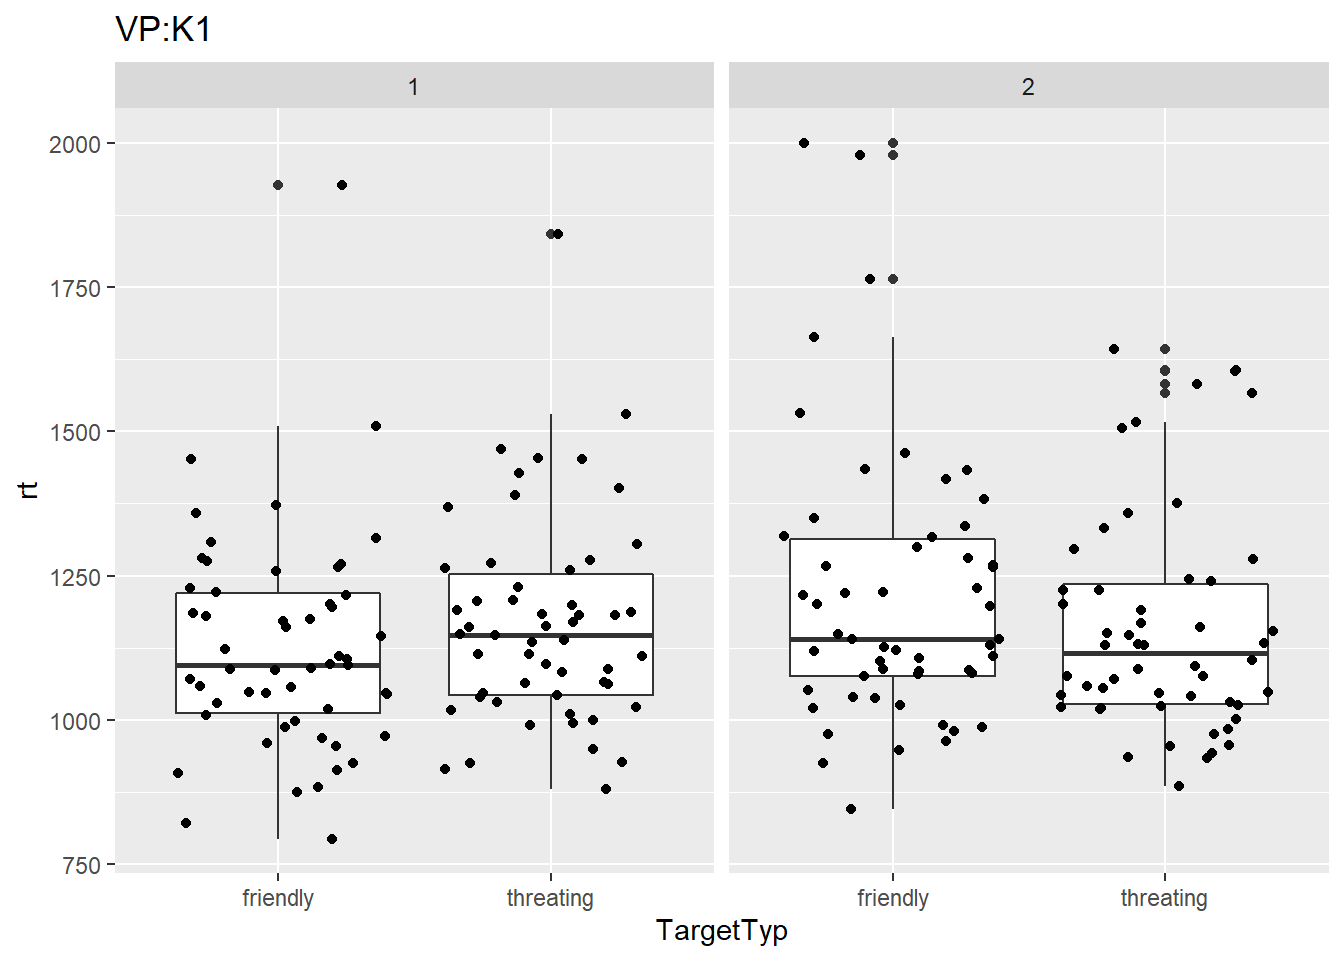 VP:K1
1
2
rt
2000
1750
1500
1250
1000
750
friendly
threating
friendly
threating
TargetTyp